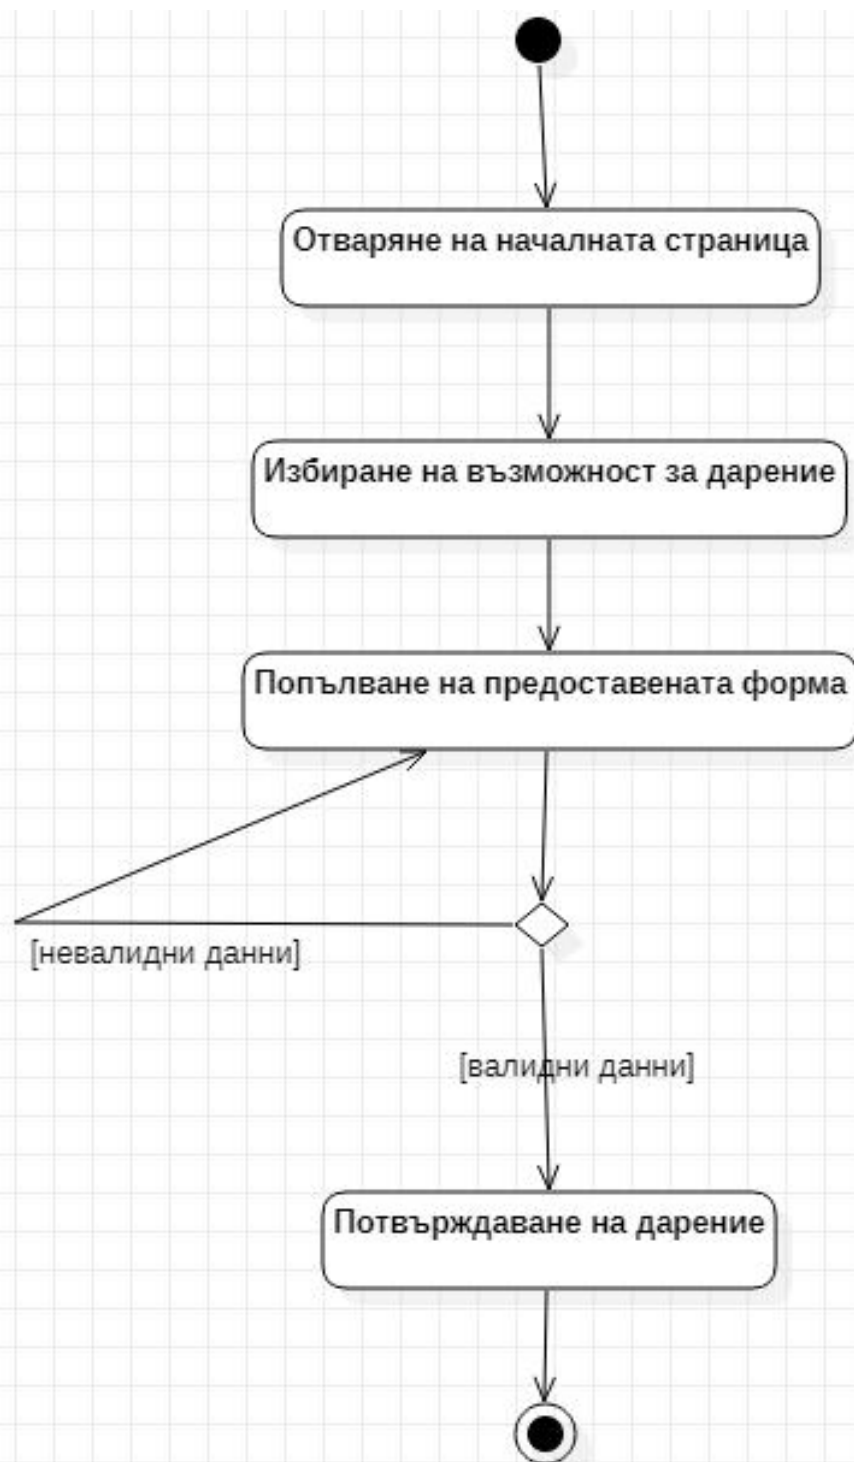 Отваряне на началната страница
Избиране на възможност за дарение
Попълване на предоставената форма
[невалидни данни]
[валидни данни]
Потвърждаване на дарение